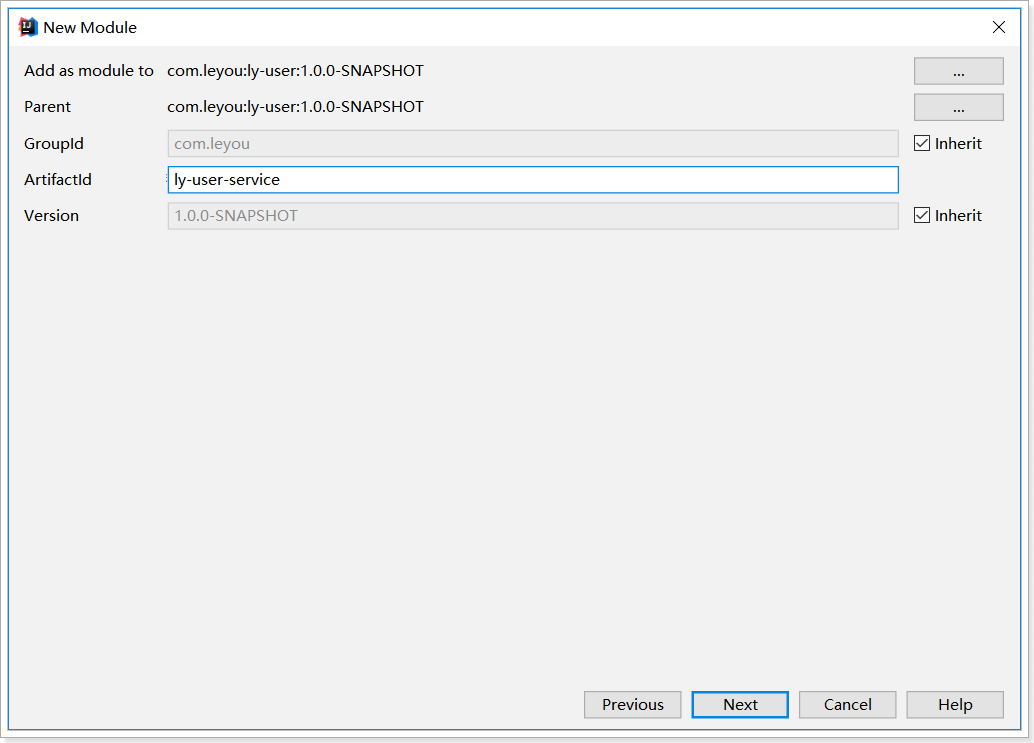 New Module
Add as module to com.leyou:ly-user:1.0.0-SNAPSHOT ...
Parent com.leyou:ly-user:1.0.0-SNAPSHOT ...
GroupId com.leyou Inherit
ArtifactId ly-user-service
Version 1.0.0-SNAPSHOT Inherit
Previous Next Cancel Help